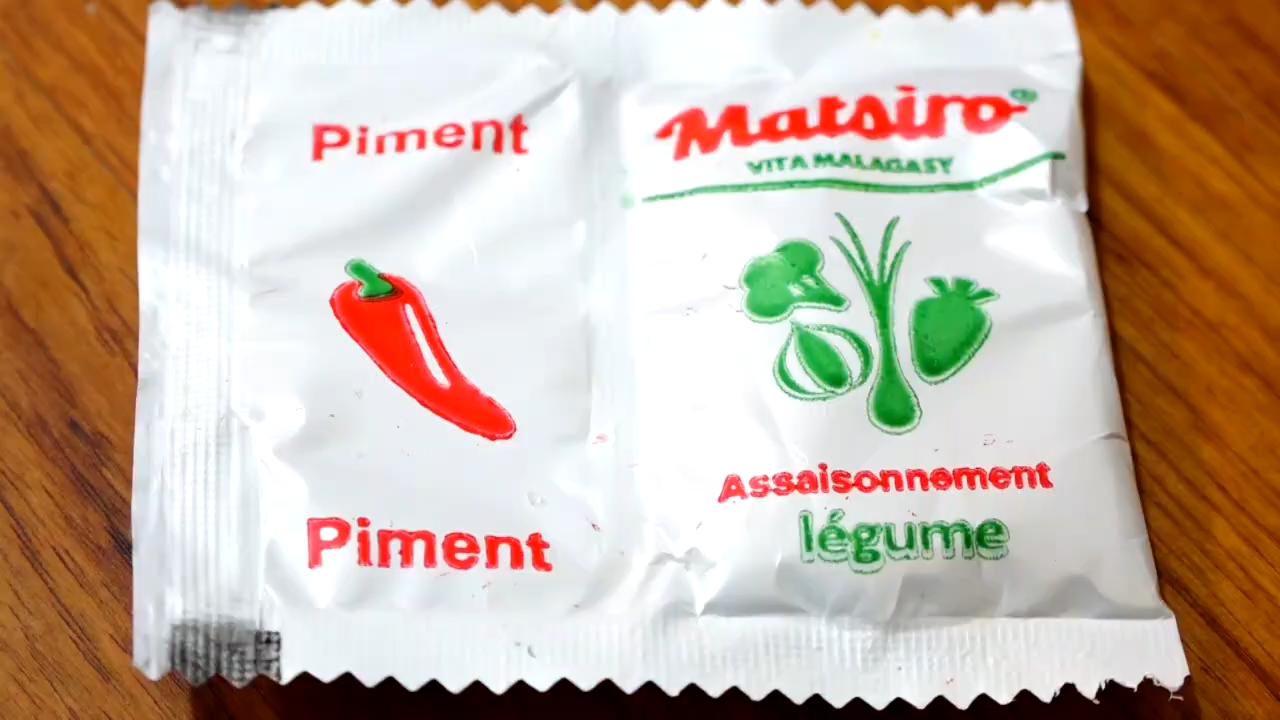 Piment
Piment
Matsiro®
VITA MALAGASY
Assaisonnement
légume